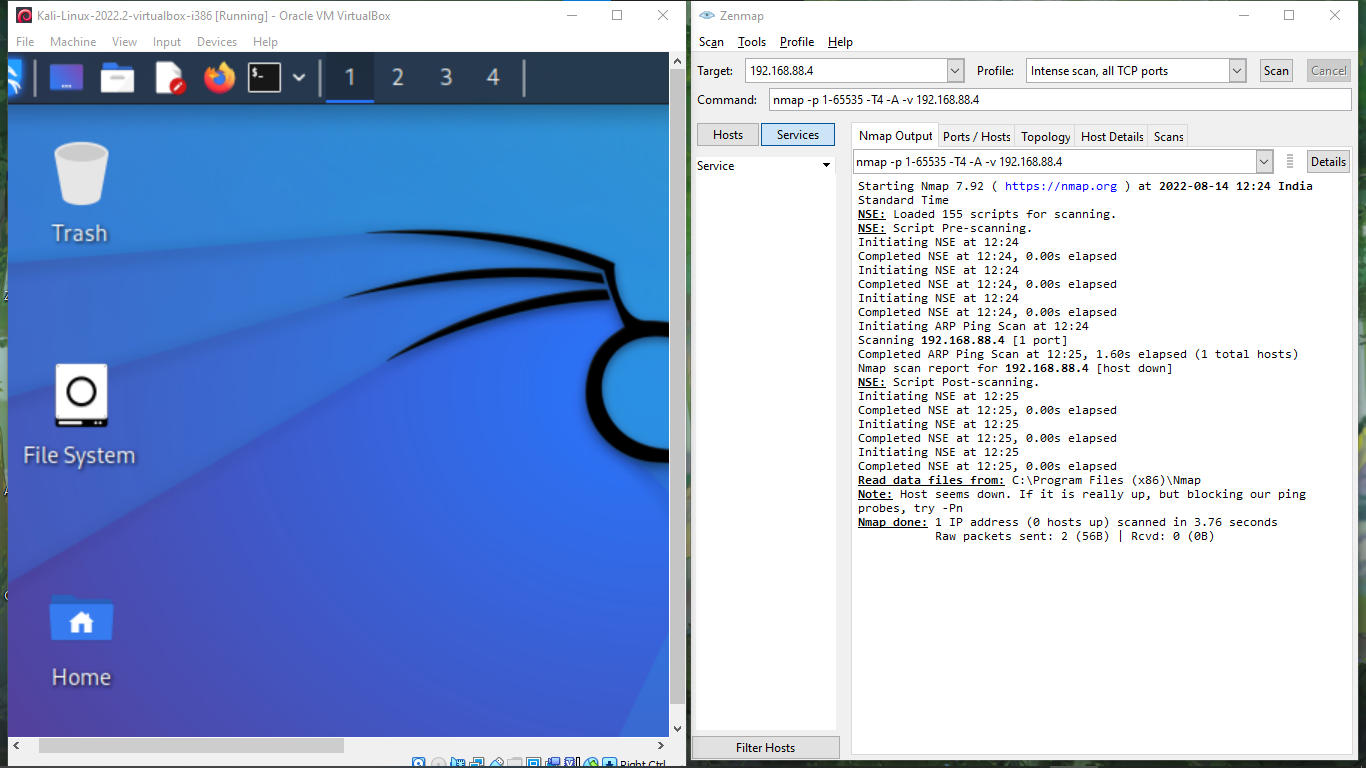 Kali-Linux-2022.2-virtualbox-i386 [Running] - Oracle VM VirtualBox
File Machine View Input Devices Help
1 2 3 4
Trash
File System
Home
Right Ctrl
Zenmap
Scan Tools Profile Help
Target: 192.168.88.4 Profile: Intense scan, all TCP ports Scan Cancel
Command: nmap -p 1-65535 -T4 -A -v 192.168.88.4
Hosts Services
Service
Filter Hosts
Nmap Output Ports / Hosts Topology Host Details Scans
nmap -p 1-65535 -T4 -A -v 192.168.88.4 Details
Starting Nmap 7.92 ( https://nmap.org ) at 2022-08-14 12:24 India
Standard Time
NSE: Loaded 155 scripts for scanning.
NSE: Script Pre-scanning.
Initiating NSE at 12:24
Completed NSE at 12:24, 0.00s elapsed
Initiating NSE at 12:24
Completed NSE at 12:24, 0.00s elapsed
Initiating NSE at 12:24
Completed NSE at 12:24, 0.00s elapsed
Initiating ARP Ping Scan at 12:24
Scanning 192.168.88.4 [1 port]
Completed ARP Ping Scan at 12:25, 1.60s elapsed (1 total hosts)
Nmap scan report for 192.168.88.4 [host down]
NSE: Script Post-scanning.
Initiating NSE at 12:25
Completed NSE at 12:25, 0.00s elapsed
Initiating NSE at 12:25
Completed NSE at 12:25, 0.00s elapsed
Initiating NSE at 12:25
Completed NSE at 12:25, 0.00s elapsed
Read data files from: C:\Program Files (x86)\Nmap
Note: Host seems down. If it is really up, but blocking our ping
probes, try -Pn
Nmap done: 1 IP address (0 hosts up) scanned in 3.76 seconds
Raw packets sent: 2 (56B) | Rcvd: 0 (0B)